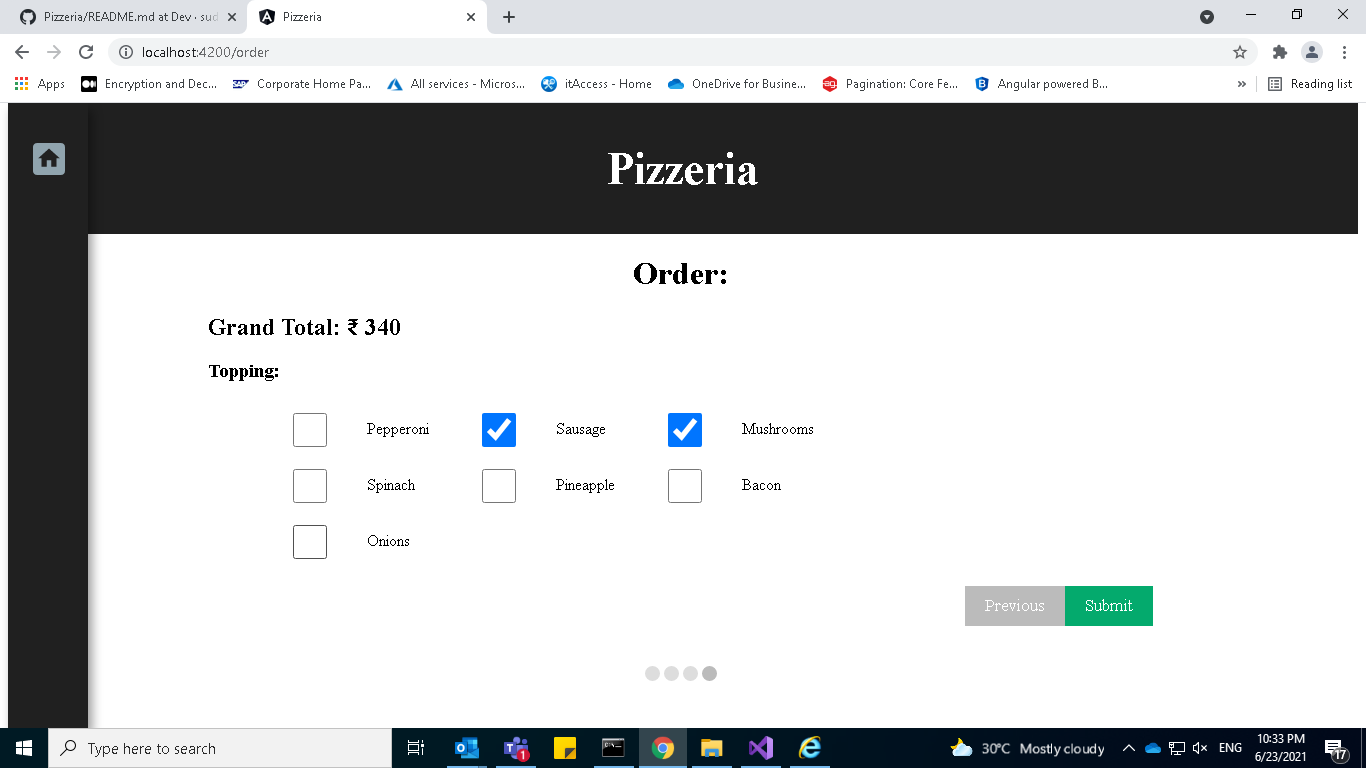 Pizzeria/README.md at Dev · sud
Pizzeria
localhost:4200/order
Apps
Encryption and Dec...
SAP
Corporate Home Pa...
All services - Micros...
itAccess - Home
OneDrive for Busine...
ag
Pagination: Core Fe...
B
Angular powered B...
»
Reading list
Pizzeria
Order:
Grand Total: ₹ 340
Topping:
Pepperoni Sausage Mushrooms
Spinach Pineapple Bacon
Onions
Previous Submit
Type here to search
1
30°C Mostly cloudy
ENG
10:33 PM
6/23/2021
17